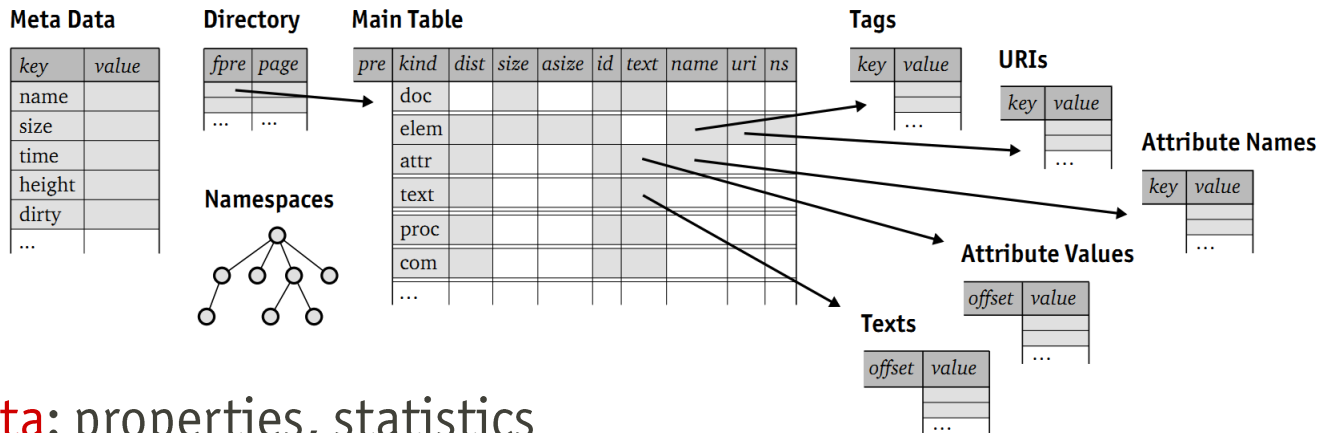 Meta Data
key value
name
size
time
height
dirty
...
Directory
fpre page
... ...
Namespaces
Main Table
pre kind dist size asize id text name uri ns
doc
elem
attr
text
proc
com
...
Tags
key value
...
URIs
key value
...
Attribute Names
key value
...
Attribute Values
offset value
...
Texts
offset value
...
ta: properties, statistics